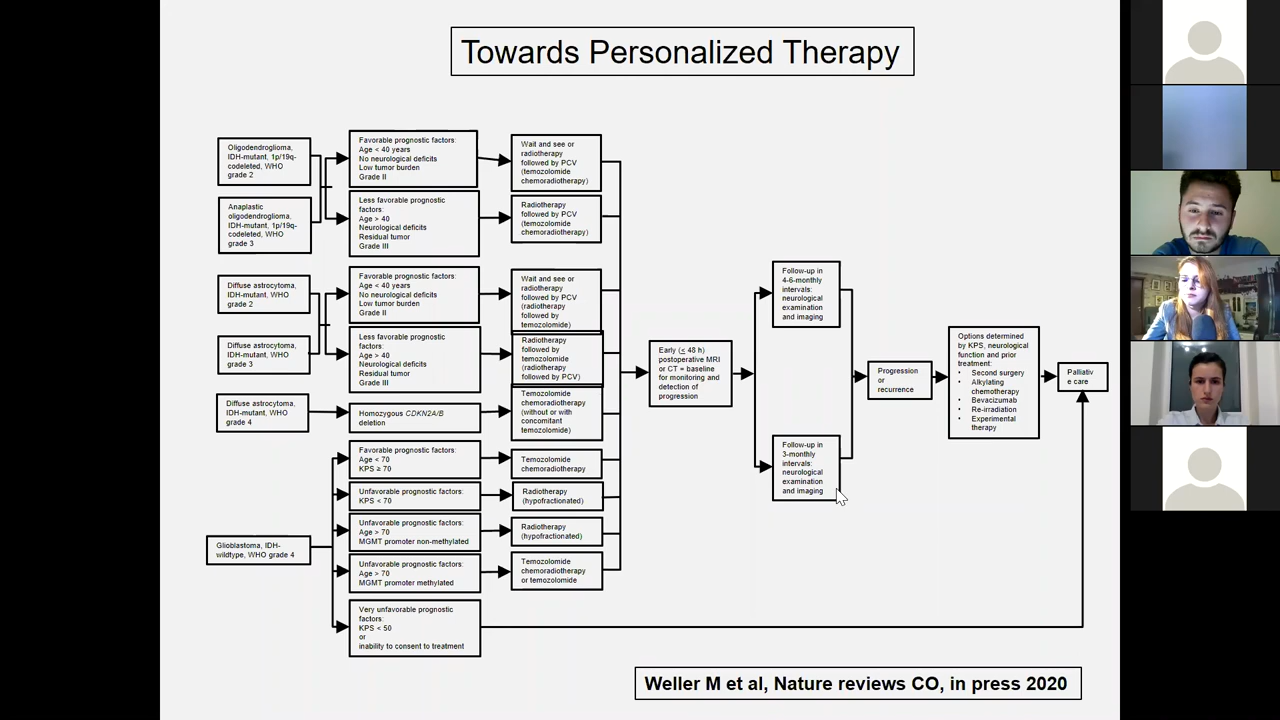 Towards Personalized Therapy
Oligodendroglioma,
IDH-mutant, 1p/19q-
codeleted, WHO
grade 2
Anaplastic
oligodendroglioma,
IDH-mutant, 1p/19q-
codeleted, WHO
grade 3
Diffuse astrocytoma,
IDH-mutant, WHO
grade 2
Diffuse astrocytoma,
IDH-mutant, WHO
grade 3
Diffuse astrocytoma,
IDH-mutant, WHO
grade 4
Glioblastoma, IDH-
wildtype, WHO grade 4
Favorable prognostic factors:
Age < 40 years
No neurological deficits
Low tumor burden
Grade II
Less favorable prognostic
factors:
Age > 40
Neurological deficits
Residual tumor
Grade III
Favorable prognostic factors:
Age < 40 years
No neurological deficits
Low tumor burden
Grade II
Less favorable prognostic
factors:
Age > 40
Neurological deficits
Residual tumor
Grade III
Homozygous CDKN2A/B
deletion
Favorable prognostic factors:
Age < 70
KPS ≥ 70
Unfavorable prognostic factors:
KPS < 70
Unfavorable prognostic factors:
Age > 70
MGMT promoter non-methylated
Unfavorable prognostic factors:
Age > 70
MGMT promoter methylated
Very unfavorable prognostic
factors:
KPS < 50
or
inability to consent to treatment
Wait and see or
radiotherapy
followed by PCV
(temozolomide
chemoradiotherapy)
Radiotherapy
followed by PCV
(temozolomide
chemoradiotherapy)
Wait and see or
radiotherapy
followed by PCV
(radiotherapy
followed by
temozolomide)
Radiotherapy
followed by
temozolomide
(radiotherapy
followed by PCV)
Temozolomide
chemoradiotherapy
(without or with
concomitant
temozolomide)
Temozolomide
chemoradiotherapy
Radiotherapy
(hypofractionated)
Radiotherapy
(hypofractionated)
Temozolomide
chemoradiotherapy
or temozolomide
Early (≤ 48 h)
postoperative MRI
or CT = baseline
for monitoring and
detection of
progression
Follow-up in
4-6-monthly
intervals:
neurological
examination
and imaging
Follow-up in
3-monthly
intervals:
neurological
examination
and imaging
Progression
or
recurrence
Options determined
by KPS, neurological
function and prior
treatment:
• Second surgery
• Alkylating
chemotherapy
• Bevacizumab
• Re-irradiation
• Experimental
therapy
Palliativ
e care
Weller M et al, Nature reviews CO, in press 2020